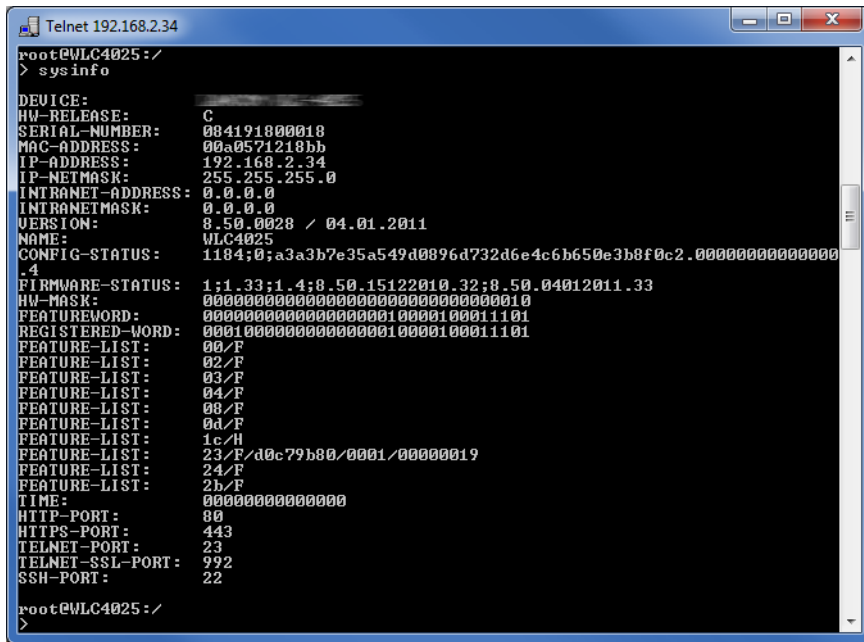 Telnet 192.168.2.34
root@WLC4025:/
> sysinfo
DEVICE:
HW-RELEASE: C
SERIAL-NUMBER: 084191800018
MAC-ADDRESS: 00a0571218bb
IP-ADDRESS: 192.168.2.34
IP-NETMASK: 255.255.255.0
INTRANET-ADDRESS: 0.0.0.0
INTRANETMASK: 0.0.0.0
VERSION: 8.50.0028 / 04.01.2011
NAME: WLC4025
CONFIG-STATUS: 1184;0;a3a3b7e35a549d0896d732d6e4c6b650e3b8f0c2.00000000000000
.4
FIRMWARE-STATUS: 1;1.33;1.4;8.50.15122010.32;8.50.04012011.33
HW-MASK: 00000000000000000000000000000010
FEATUREWORD: 00000000000000000010000100011101
REGISTERED-WORD: 00010000000000000010000100011101
FEATURE-LIST: 00/F
FEATURE-LIST: 02/F
FEATURE-LIST: 03/F
FEATURE-LIST: 04/F
FEATURE-LIST: 08/F
FEATURE-LIST: 0d/F
FEATURE-LIST: 1c/H
FEATURE-LIST: 23/F/d0c79b80/0001/00000019
FEATURE-LIST: 24/F
FEATURE-LIST: 2b/F
TIME: 00000000000000
HTTP-PORT: 80
HTTPS-PORT: 443
TELNET-PORT: 23
TELNET-SSL-PORT: 992
SSH-PORT: 22
root@WLC4025:/
>